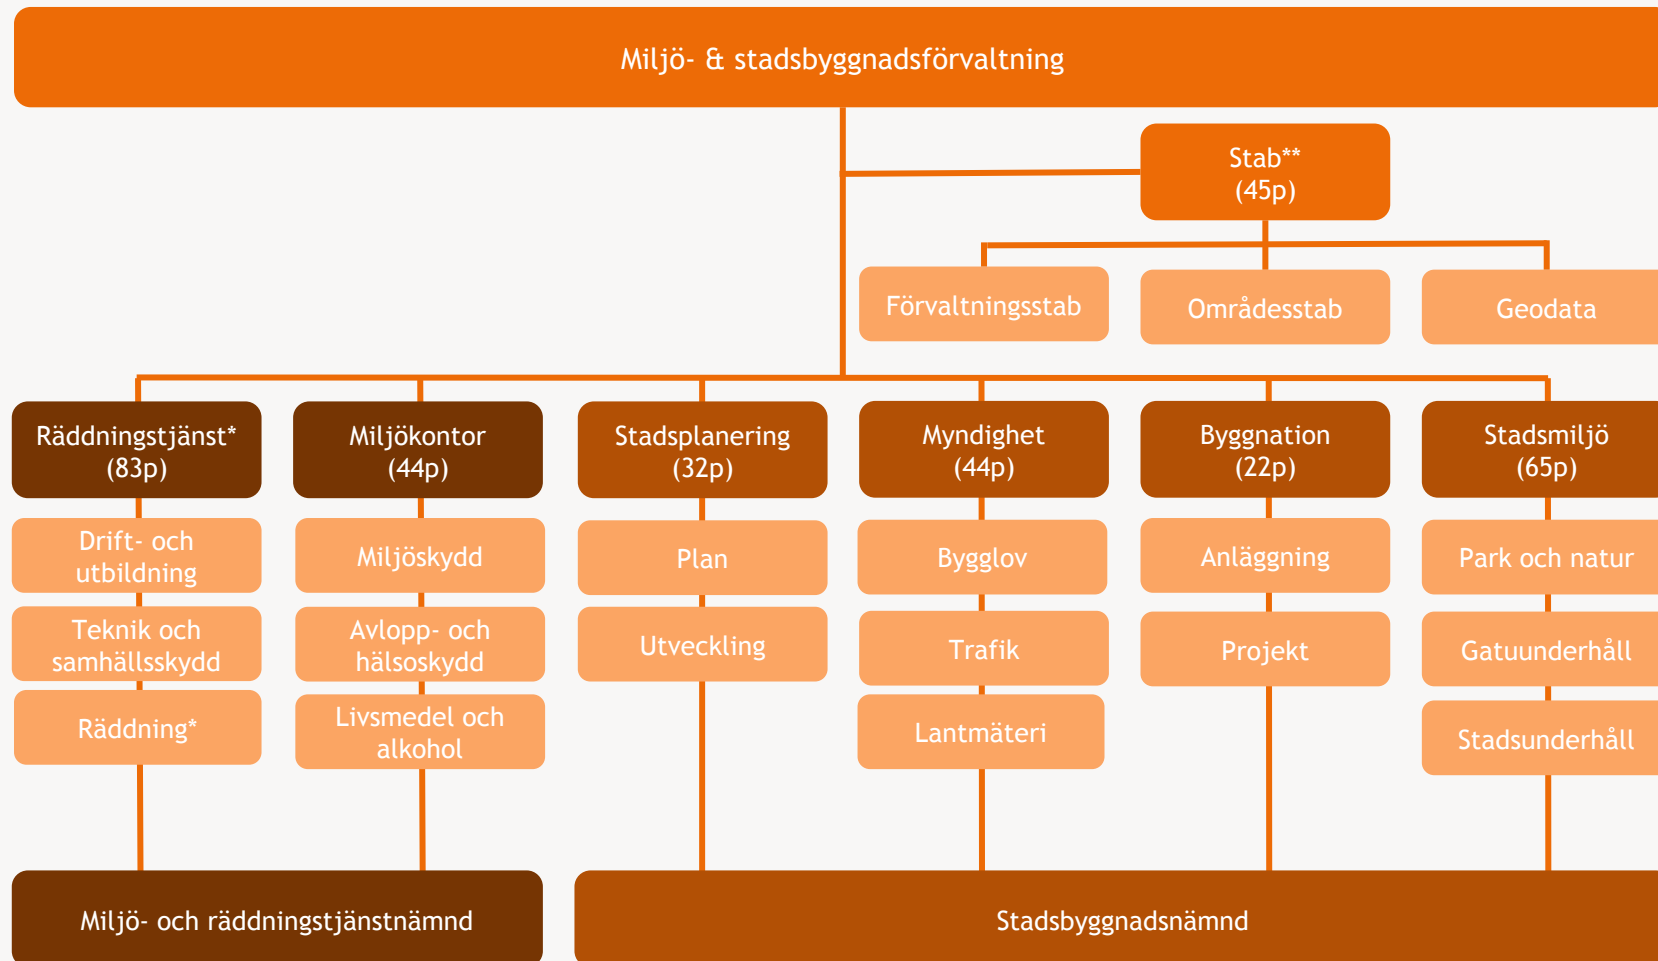 Miljö- & stadsbyggnadsförvaltning
Stab**
(45p)
Förvaltningsstab
Områdesstab
Geodata
Räddningstjänst*
(83p)
Miljökontor
(44p)
Stadsplanering
(32p)
Myndighet
(44p)
Byggnation
(22p)
Stadsmiljö
(65p)
Drift- och
utbildning
Miljöskydd
Plan
Bygglov
Anläggning
Park och natur
Teknik och
samhällsskydd
Avlopp- och
hälsoskydd
Utveckling
Trafik
Projekt
Gatuunderhåll
Räddning*
Livsmedel och
alkohol
Lantmäteri
Stadsunderhåll
Miljö- och räddningstjänstnämnd
Stadsbyggnadsnämnd